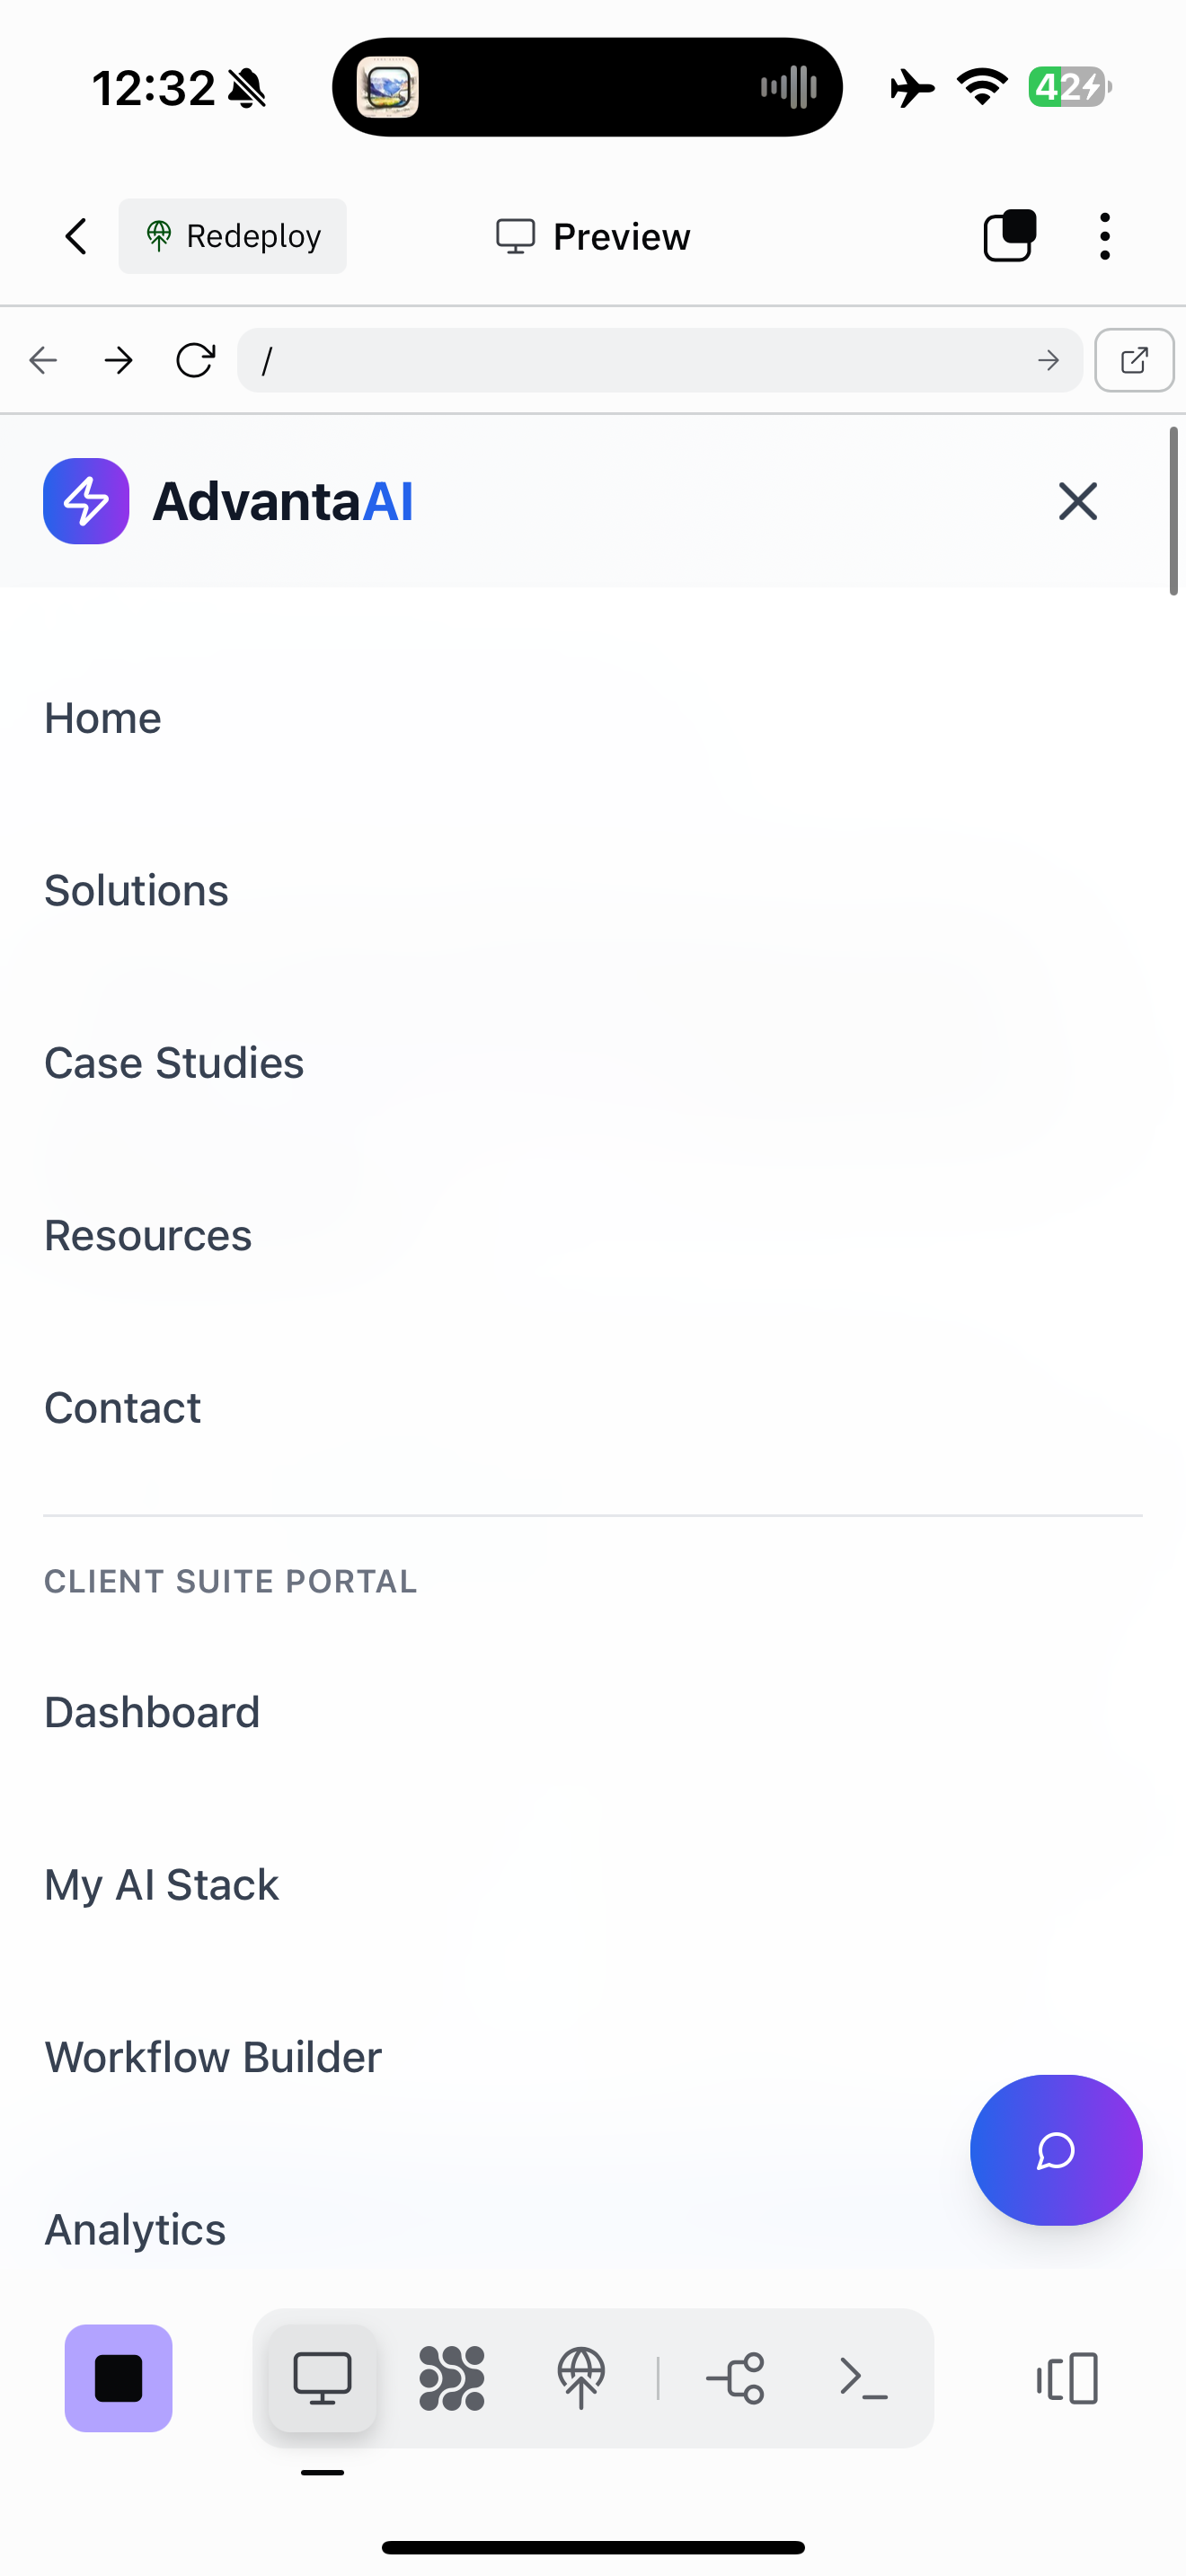 12:32
42
Redeploy
Preview
/
AdvantaAI
Home
Solutions
Case Studies
Resources
Contact
CLIENT SUITE PORTAL
Dashboard
My AI Stack
Workflow Builder
Analytics